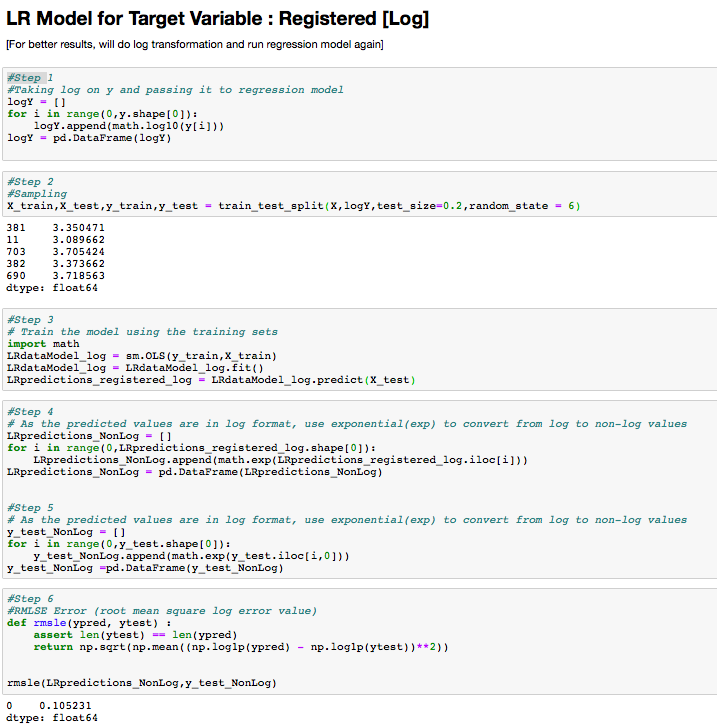 LR Model for Target Variable : Registered [Log]
[For better results, will do log transformation and run regression model again]
#Step 1
#Taking log on y and passing it to regression model
logY = []
for i in range(0,y.shape[0]):
    logY.append(math.log10(y[i]))
logY = pd.DataFrame(logY)
#Step 2
#Sampling
X_train,X_test,y_train,y_test = train_test_split(X,logY,test_size=0.2,random_state = 6)
381    3.350471
11     3.089662
703    3.705424
382    3.373662
690    3.718563
dtype: float64
#Step 3
# Train the model using the training sets
import math
LRdataModel_log = sm.OLS(y_train,X_train)
LRdataModel_log = LRdataModel_log.fit()
LRpredictions_registered_log = LRdataModel_log.predict(X_test)
#Step 4
# As the predicted values are in log format, use exponential(exp) to convert from log to non-log values
LRpredictions_NonLog = []
for i in range(0,LRpredictions_registered_log.shape[0]):
    LRpredictions_NonLog.append(math.exp(LRpredictions_registered_log.iloc[i]))
LRpredictions_NonLog = pd.DataFrame(LRpredictions_NonLog)
#Step 5
# As the predicted values are in log format, use exponential(exp) to convert from log to non-log values
y_test_NonLog = []
for i in range(0,y_test.shape[0]):
    y_test_NonLog.append(math.exp(y_test.iloc[i,0]))
y_test_NonLog =pd.DataFrame(y_test_NonLog)
#Step 6
#RMLSE Error (root mean square log error value)
def rmsle(ypred, ytest) :
    assert len(ytest) == len(ypred)
    return np.sqrt(np.mean((np.log1p(ypred) - np.log1p(ytest))**2))
rmsle(LRpredictions_NonLog,y_test_NonLog)
0    0.105231
dtype: float64